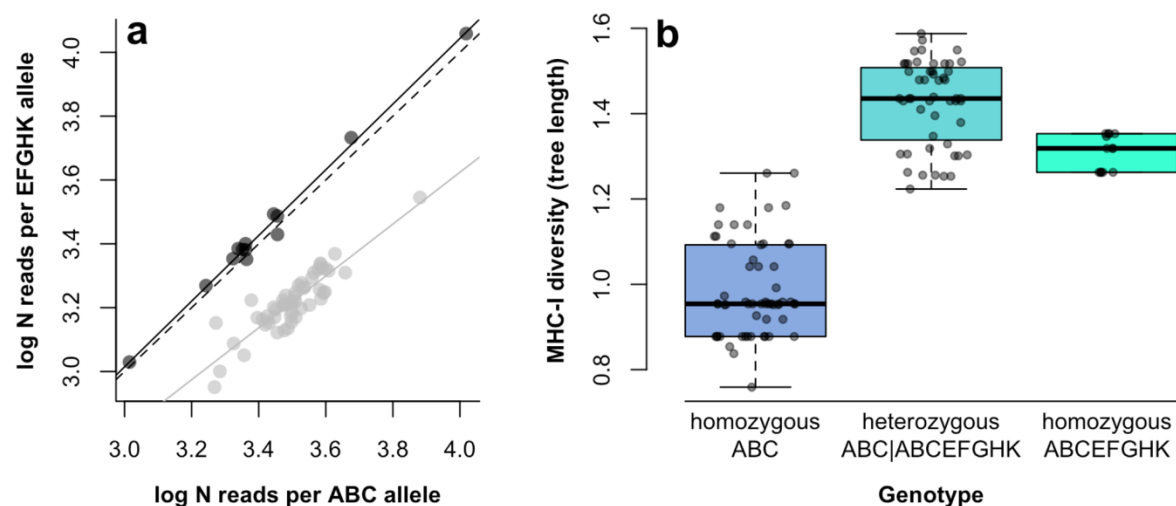 a
log N reads per EFGHK allele
4.0
3.8
3.6
3.4
3.2
3.0
3.0 3.2 3.4 3.6 3.8 4.0
log N reads per ABC allele
b
MHC-I diversity (tree length)
1.6
1.4
1.2
1.0
0.8
homozygous heterozygous homozygous
ABC ABC|ABCEFGHK ABCEFGHK
Genotype